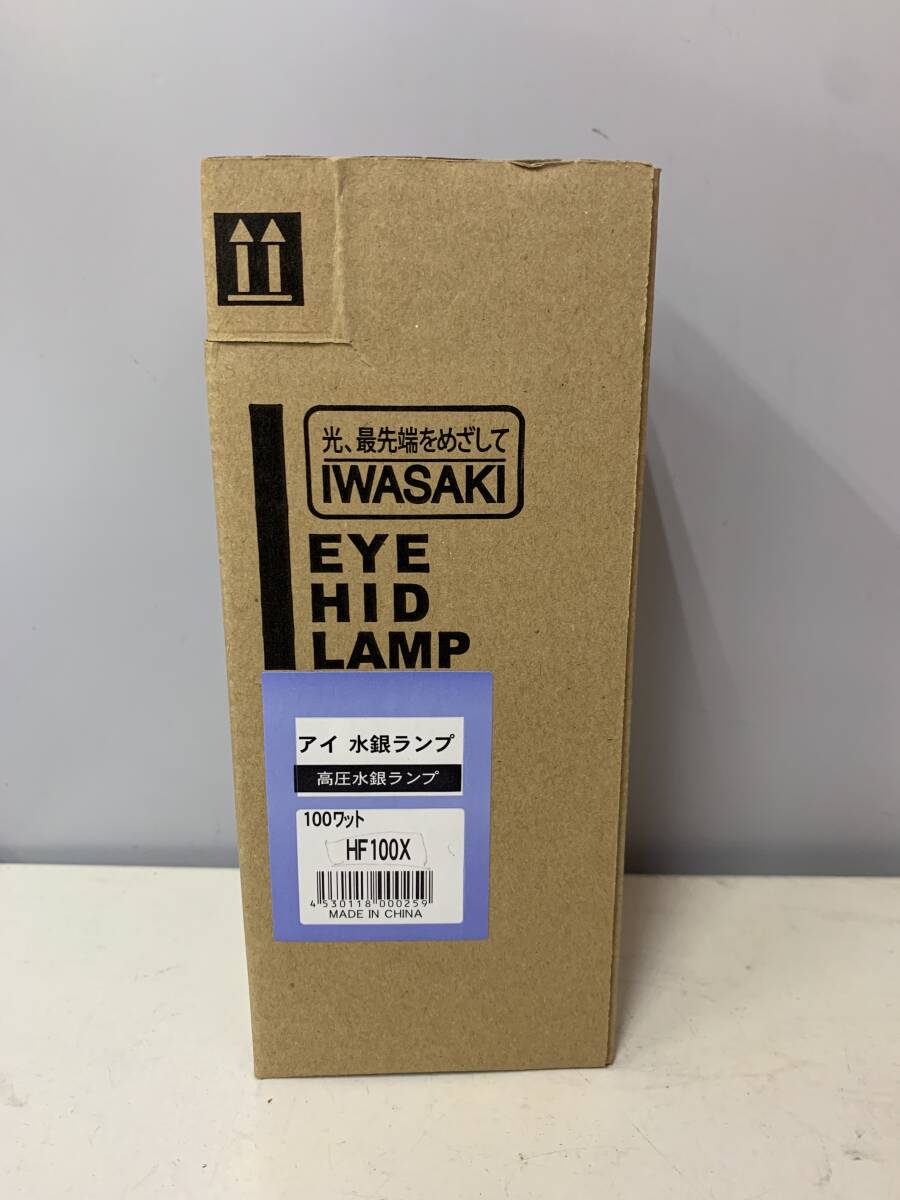 光、最先端をめざして
IWASAKI
EYE
HID
LAMP
アイ 水銀ランプ
高圧水銀ランプ
100ワット
HF100X
4 530118 000259
MADE IN CHINA